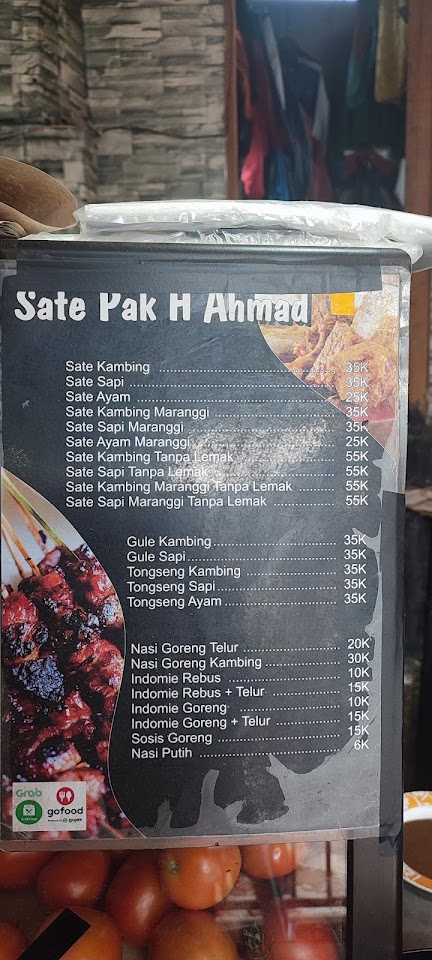 Sate Pak H Ahmad
Sate Kambing ........................ 35K
Sate Sapi ........................ 35K
Sate Ayam ........................ 25K
Sate Kambing Maranggi ........................ 35K
Sate Sapi Maranggi ........................ 35K
Sate Ayam Maranggi ........................ 25K
Sate Kambing Tanpa Lemak ........................ 55K
Sate Sapi Tanpa Lemak ........................ 55K
Sate Kambing Maranggi Tanpa Lemak ............ 55K
Sate Sapi Maranggi Tanpa Lemak ................ 55K
Gule Kambing ........................ 35K
Gule Sapi ........................ 35K
Tongseng Kambing ........................ 35K
Tongseng Sapi ........................ 35K
Tongseng Ayam ........................ 35K
Nasi Goreng Telur ........................ 20K
Nasi Goreng Kambing ........................ 30K
Indomie Rebus ........................ 10K
Indomie Rebus + Telur ........................ 15K
Indomie Goreng ........................ 10K
Indomie Goreng + Telur ........................ 15K
Sosis Goreng ........................ 15K
Nasi Putih ........................ 6K
Grab
gofood